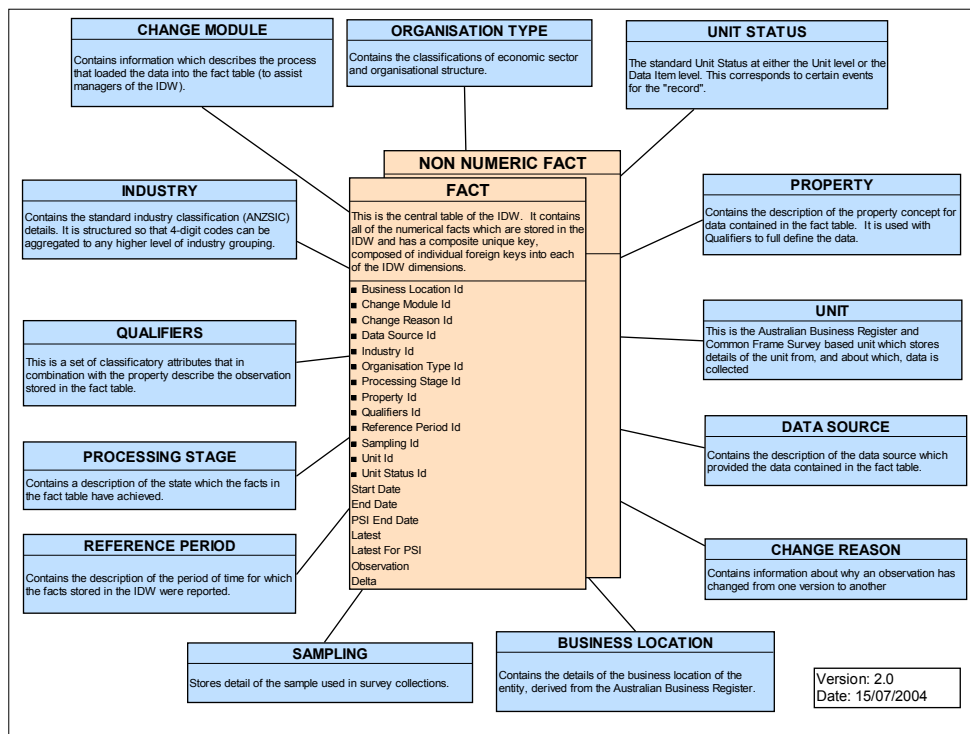 CHANGE MODULE
Contains information which describes the process
that loaded the data into the fact table (to assist
managers of the IDW).
ORGANISATION TYPE
Contains the classifications of economic sector
and organisational structure.
UNIT STATUS
The standard Unit Status at either the Unit level or the
Data Item level. This corresponds to certain events
for the "record".
NON NUMERIC FACT
FACT
This is the central table of the IDW. It contains
all of the numerical facts which are stored in the
IDW and has a composite unique key,
composed of individual foreign keys into each
of the IDW dimensions.
■ Business Location Id
■ Change Module Id
■ Change Reason Id
■ Data Source Id
■ Industry Id
■ Organisation Type Id
■ Processing Stage Id
■ Property Id
■ Qualifiers Id
■ Reference Period Id
■ Sampling Id
■ Unit Id
■ Unit Status Id
Start Date
End Date
PSI End Date
Latest
Latest For PSI
Observation
Delta
INDUSTRY
Contains the standard industry classification (ANZSIC)
details. It is structured so that 4-digit codes can be
aggregated to any higher level of industry grouping.
PROPERTY
Contains the description of the property concept for
data contained in the fact table. It is used with
Qualifiers to full define the data.
QUALIFIERS
This is a set of classificatory attributes that in
combination with the property describe the observation
stored in the fact table.
UNIT
This is the Australian Business Register and
Common Frame Survey based unit which stores
details of the unit from, and about which, data is
collected
PROCESSING STAGE
Contains a description of the state which the facts in
the fact table have achieved.
DATA SOURCE
Contains the description of the data source which
provided the data contained in the fact table.
REFERENCE PERIOD
Contains the description of the period of time for which
the facts stored in the IDW were reported.
CHANGE REASON
Contains information about why an observation has
changed from one version to another
SAMPLING
Stores detail of the sample used in survey collections.
BUSINESS LOCATION
Contains the details of the business location of the
entity, derived from the Australian Business Register.
Version: 2.0
Date: 15/07/2004